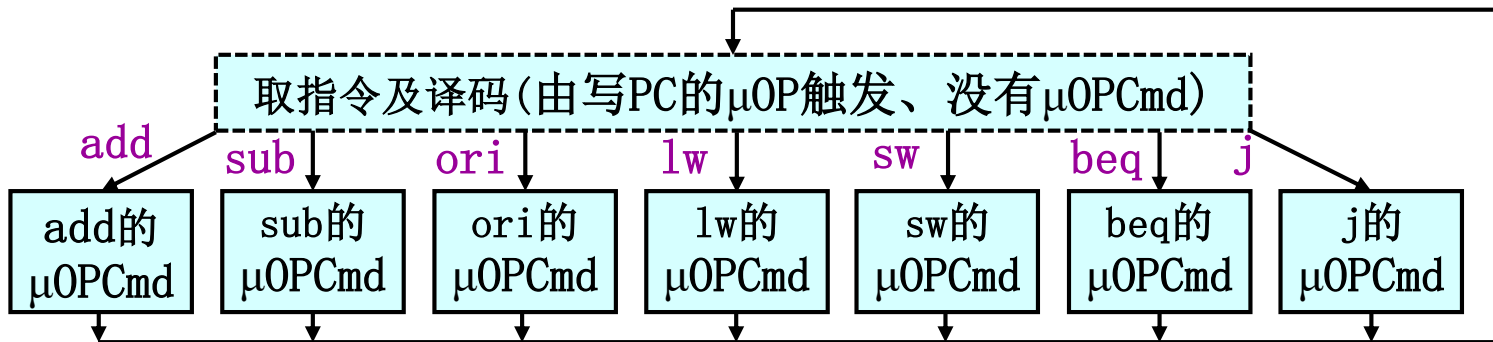 取指令及译码(由写PC的μOP触发、没有μOPCmd)
add
sub
ori
lw
sw
beq
j
add的
μOPCmd
sub的
μOPCmd
ori的
μOPCmd
lw的
μOPCmd
sw的
μOPCmd
beq的
μOPCmd
j的
μOPCmd